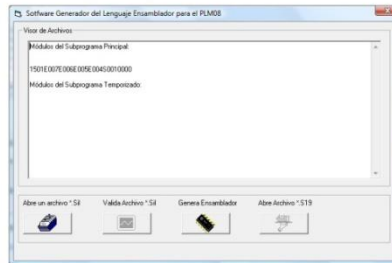 Sotfware Generador del Lenguaje Ensamblador para el PLM08
Visor de Archivos
Módulos del Subprograma Principal:
1501E007E006E005E004S0010000
Módulos del Subprograma Temporizado:
Abre un archivo *.Sil
Valida Archivo *.Sil
Genera Ensamblador
Abre Archivo *.S19